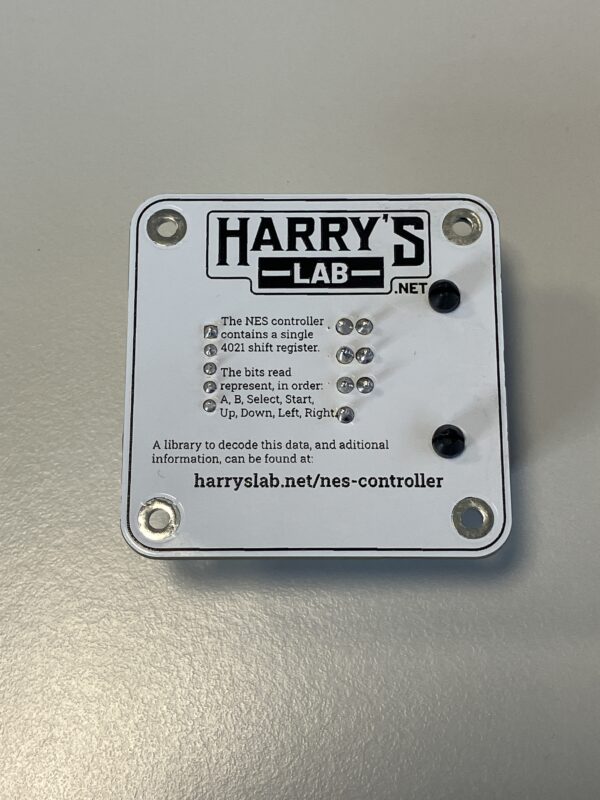 HARRY'S
LAB
.NET
The NES controller
contains a single
4021 shift register.
The bits read
represent, in order:
A, B, Select, Start,
Up, Down, Left, Right.
A library to decode this data, and aditional
information, can be found at:
harryslab.net/nes-controller